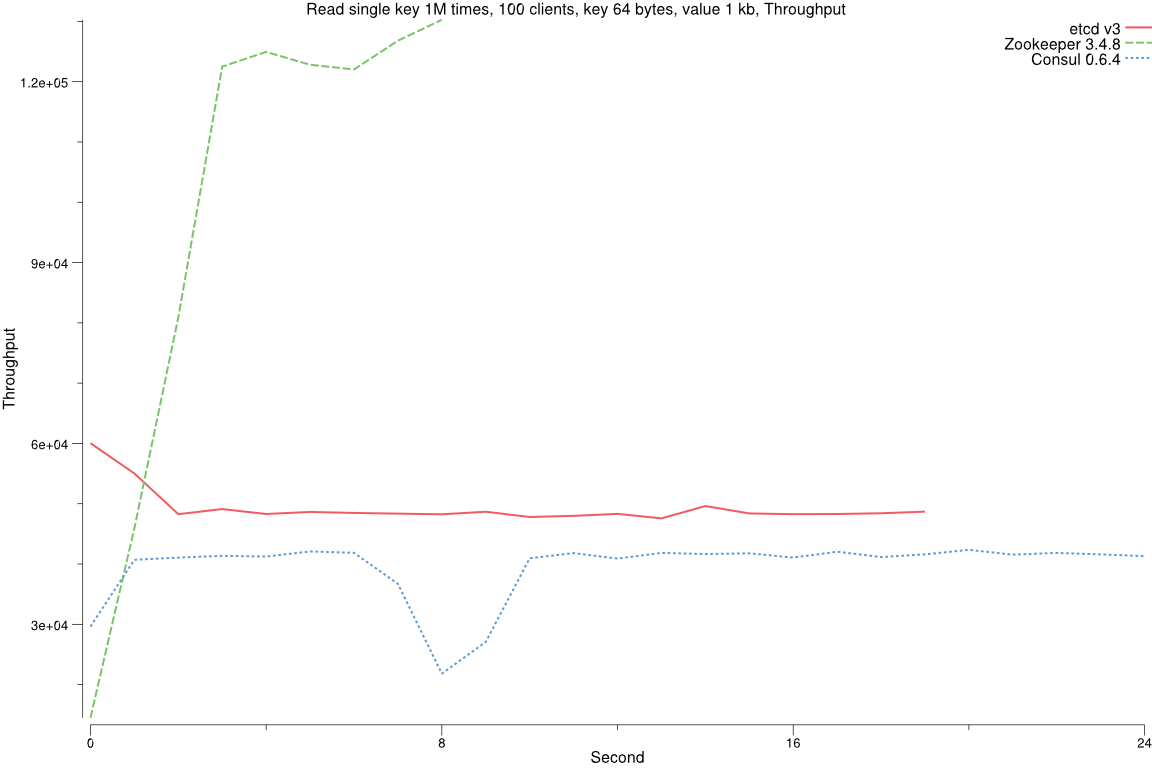 Read single key 1M times, 100 clients, key 64 bytes, value 1 kb, Throughput
etcd v3
Zookeeper 3.4.8
Consul 0.6.4
1.2e+05
9e+04
6e+04
3e+04
Throughput
0 8 16 24
Second